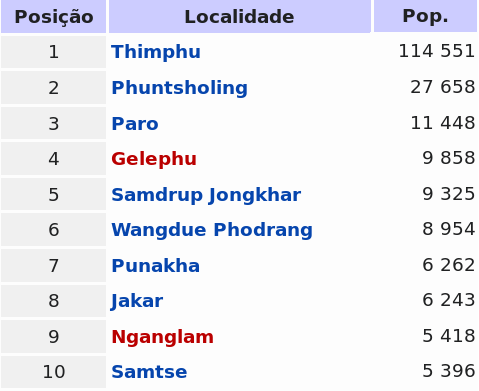 Posição Localidade Pop.
1 Thimphu 114 551
2 Phuntsholing 27 658
3 Paro 11 448
4 Gelephu 9 858
5 Samdrup Jongkhar 9 325
6 Wangdue Phodrang 8 954
7 Punakha 6 262
8 Jakar 6 243
9 Nganglam 5 418
10 Samtse 5 396